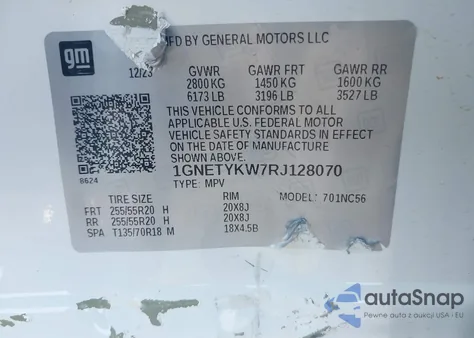 gm
MFD BY GENERAL MOTORS LLC
12/23 GVWR GAWR FRT GAWR RR
2800 KG 1450 KG 1600 KG
6173 LB 3196 LB 3527 LB
THIS VEHICLE CONFORMS TO ALL
APPLICABLE U.S. FEDERAL MOTOR
VEHICLE SAFETY STANDARDS IN EFFECT
ON THE DATE OF MANUFACTURE
SHOWN ABOVE.
1GNETYKW7RJ128070
8624 TYPE: MPV
TIRE SIZE RIM MODEL: 701NC56
FRT 255/55R20 H 20X8J
RR 255/55R20 H 20X8J
SPA T135/70R18 M 18X4.5B
autoSnap
Pewne auta z aukcji USA - EU